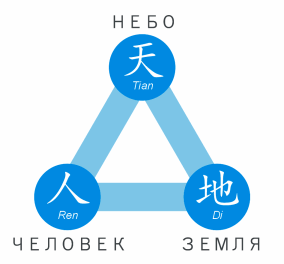 НЕБО
天
Tian
人
Ren
地
Di
ЧЕЛОВЕК
ЗЕМЛЯ